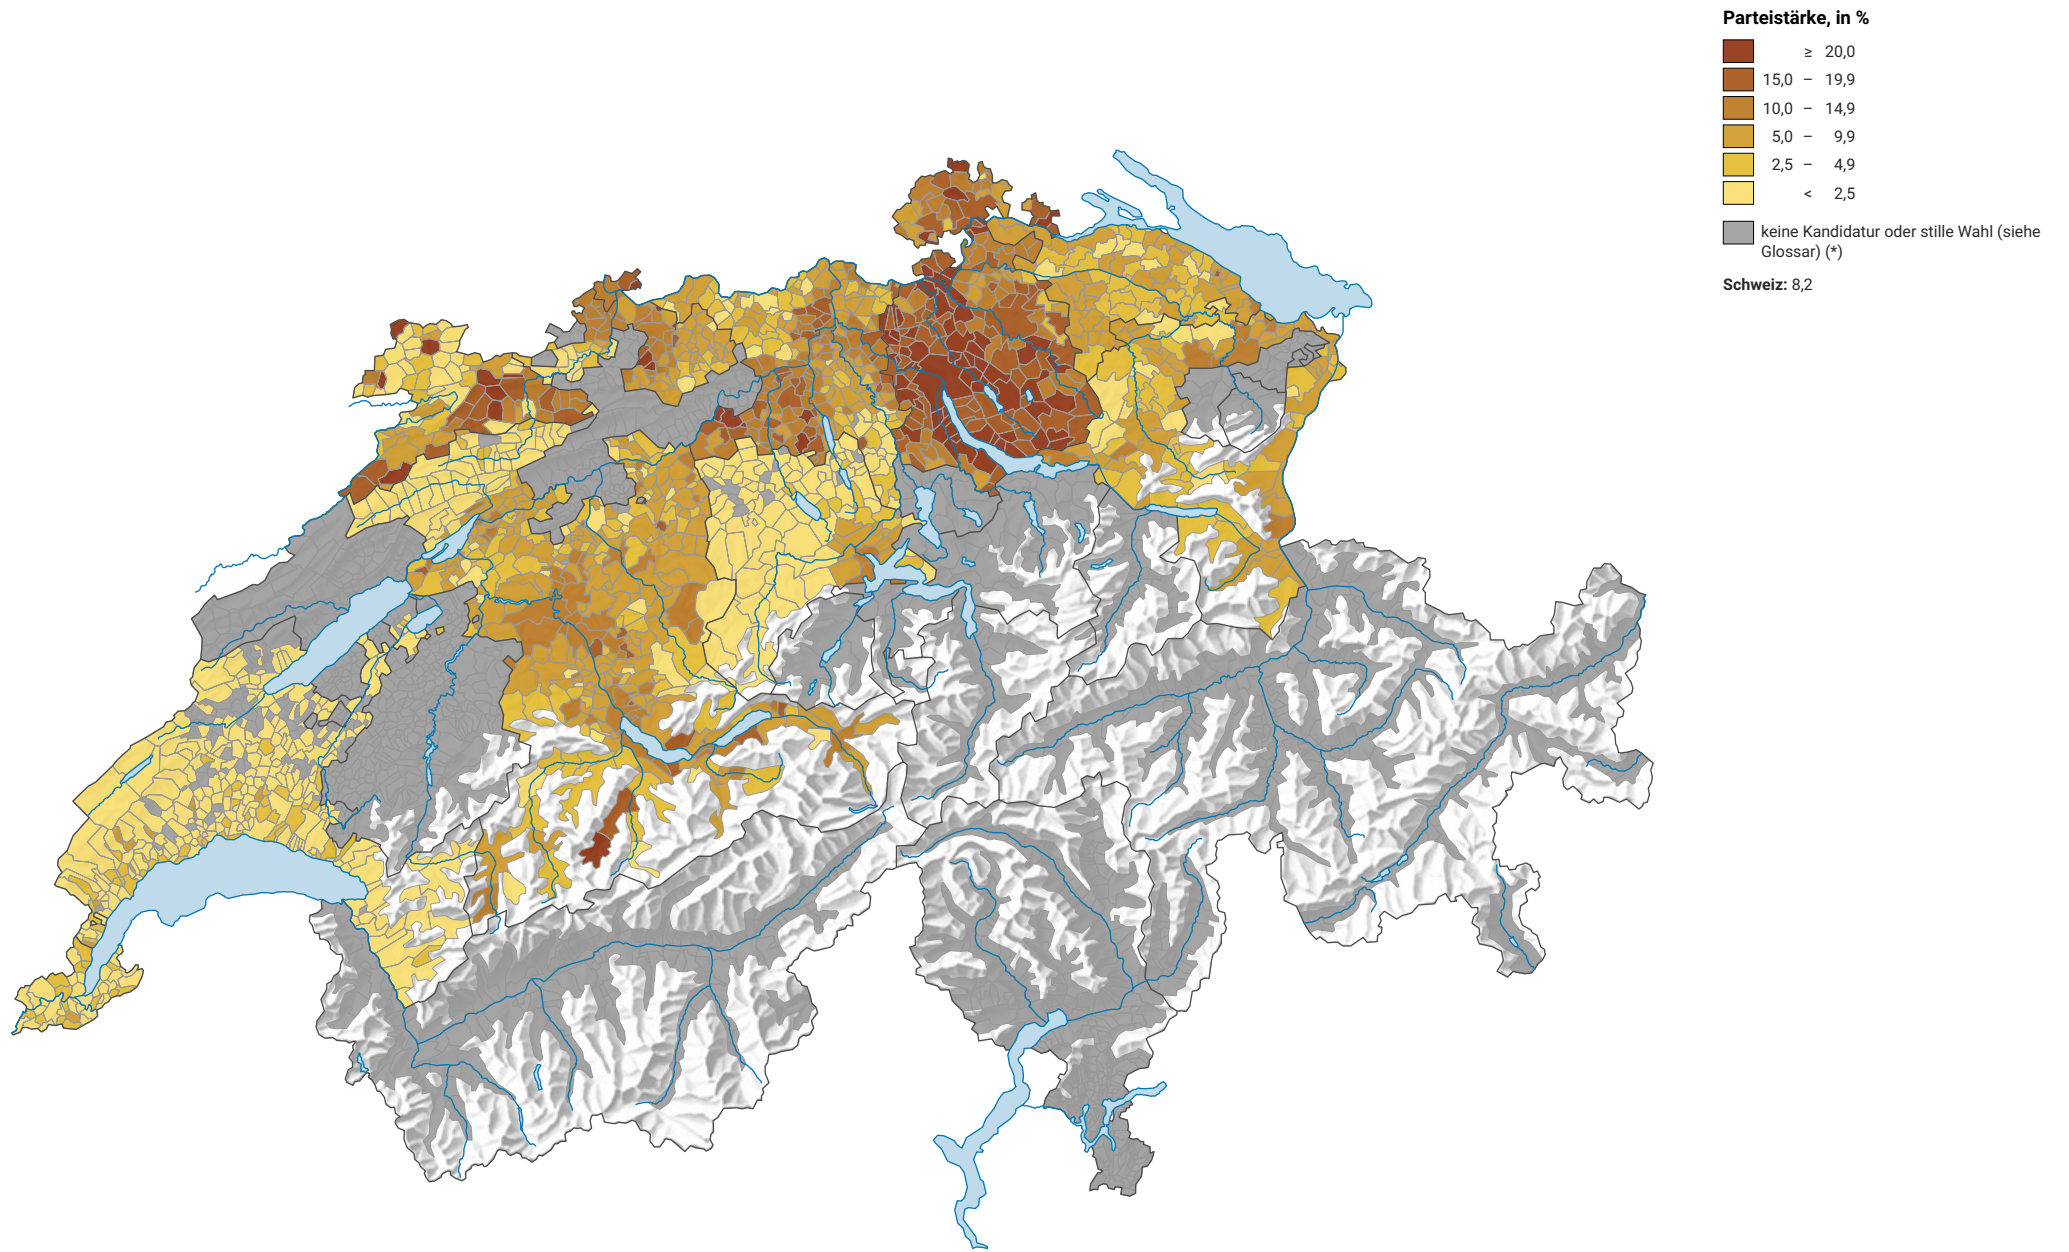 Parteistärke, in %
≥ 20,0
15,0 – 19,9
10,0 – 14,9
5,0 – 9,9
2,5 – 4,9
< 2,5
keine Kandidatur oder stille Wahl (siehe
Glossar) (*)
Schweiz: 8,2